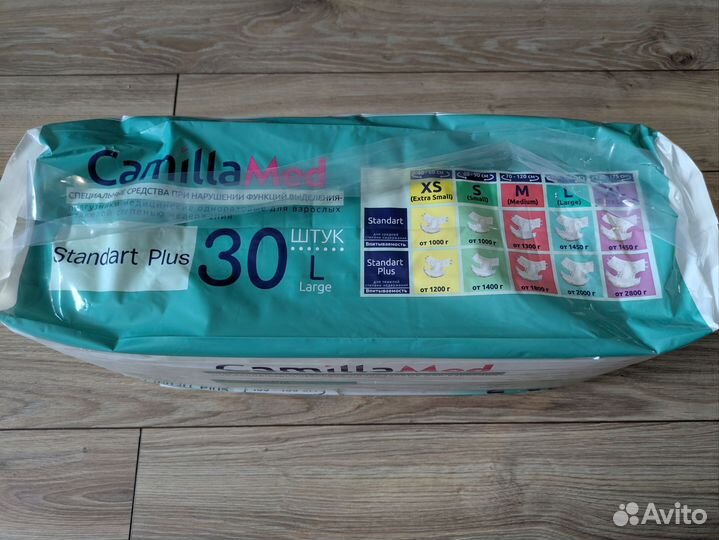 CamillaMed
СПЕЦИАЛЬНЫЕ СРЕДСТВА ПРИ НАРУШЕНИИ ФУНКЦИЙ ВЫДЕЛЕНИЯ
Standart Plus
30
ШТУК
L
Large
70 - 120 см
XS
(Extra Small)
S
(Small)
M
(Medium)
L
(Large)
Standart
Впитываемость
от 1000 г
от 1000 г
от 1300 г
от 1450 г
от 1450 г
Standart Plus
Впитываемость
от 1200 г
от 1400 г
от 1800 г
от 2000 г
от 2800 г
CamillaMed
Plus
Avito